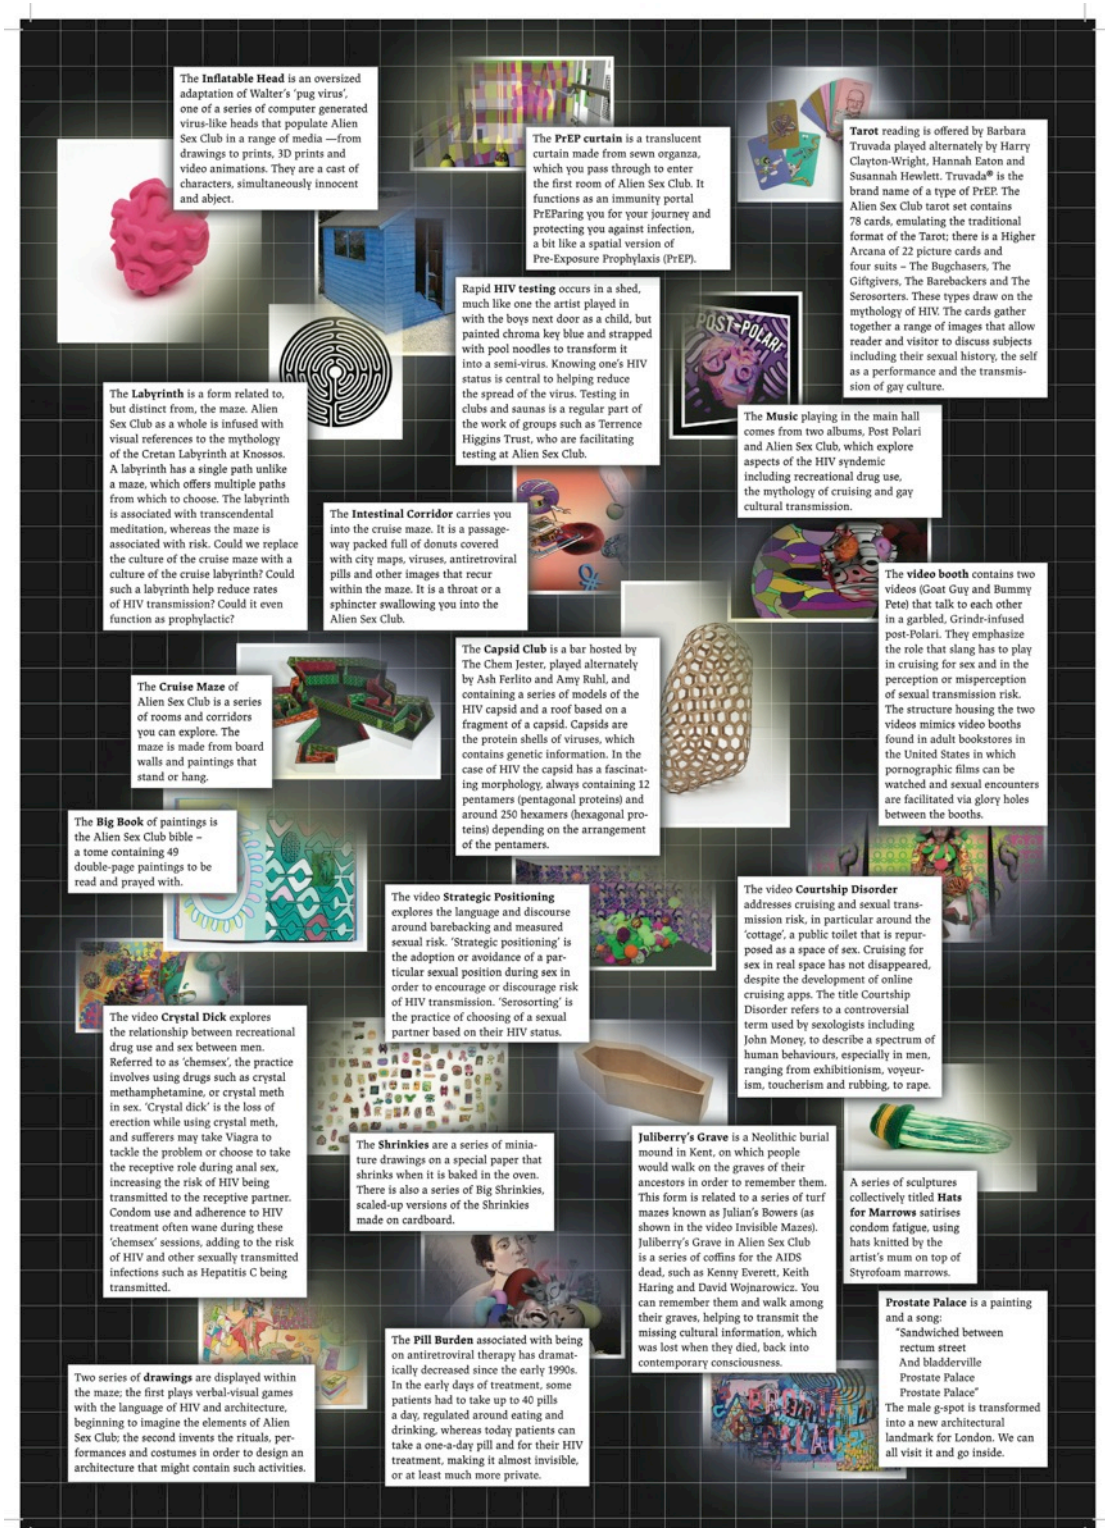 The Inflatable Head is an oversized
adaptation of Walter's 'pug virus',
one of a series of computer generated
virus-like heads that populate Alien
Sex Club in a range of media —from
drawings to prints, 3D prints and
video animations. They are a cast of
characters, simultaneously innocent
and abject.
The PrEP curtain is a translucent
curtain made from sewn organza,
which you pass through to enter
the first room of Alien Sex Club. It
functions as an immunity portal
PrEParing you for your journey and
protecting you against infection,
a bit like a spatial version of
Pre-Exposure Prophylaxis (PrEP).
Tarot reading is offered by Barbara
Truvada played alternately by Harry
Clayton-Wright, Hannah Eaton and
Susannah Hewlett. Truvada® is the
brand name of a type of PrEP. The
Alien Sex Club tarot set contains
78 cards, emulating the traditional
format of the Tarot; there is a Higher
Arcana of 22 picture cards and
four suits – The Bugchasers, The
Giftgivers, The Barebackers and The
Serosorters. These types draw on the
mythology of HIV. The cards gather
together a range of images that allow
reader and visitor to discuss subjects
including their sexual history, the self
as a performance and the transmis-
sion of gay culture.
Rapid HIV testing occurs in a shed,
much like one the artist played in
with the boys next door as a child, but
painted chroma key blue and strapped
with pool noodles to transform it
into a semi-virus. Knowing one's HIV
status is central to helping reduce
the spread of the virus. Testing in
clubs and saunas is a regular part of
the work of groups such as Terrence
Higgins Trust, who are facilitating
testing at Alien Sex Club.
POST-POLARI
The Labyrinth is a form related to,
but distinct from, the maze. Alien
Sex Club as a whole is infused with
visual references to the mythology
of the Cretan Labyrinth at Knossos.
A labyrinth has a single path unlike
a maze, which offers multiple paths
from which to choose. The labyrinth
is associated with transcendental
meditation, whereas the maze is
associated with risk. Could we replace
the culture of the cruise maze with a
culture of the cruise labyrinth? Could
such a labyrinth help reduce rates
of HIV transmission? Could it even
function as prophylactic?
The Music playing in the main hall
comes from two albums, Post Polari
and Alien Sex Club, which explore
aspects of the HIV syndemic
including recreational drug use,
the mythology of cruising and gay
cultural transmission.
The Intestinal Corridor carries you
into the cruise maze. It is a passage-
way packed full of donuts covered
with city maps, viruses, antiretroviral
pills and other images that recur
within the maze. It is a throat or a
sphincter swallowing you into the
Alien Sex Club.
The video booth contains two
videos (Goat Guy and Bummy
Pete) that talk to each other
in a garbled, Grindr-infused
post-Polari. They emphasize
the role that slang has to play
in cruising for sex and in the
perception or misperception
of sexual transmission risk.
The structure housing the two
videos mimics video booths
found in adult bookstores in
the United States in which
pornographic films can be
watched and sexual encounters
are facilitated via glory holes
between the booths.
The Capsid Club is a bar hosted by
The Chem Jester, played alternately
by Ash Ferlito and Amy Ruhl, and
containing a series of models of the
HIV capsid and a roof based on a
fragment of a capsid. Capsids are
the protein shells of viruses, which
contains genetic information. In the
case of HIV the capsid has a fascinat-
ing morphology, always containing 12
pentamers (pentagonal proteins) and
around 250 hexamers (hexagonal pro-
teins) depending on the arrangement
of the pentamers.
The Cruise Maze of
Alien Sex Club is a series
of rooms and corridors
you can explore. The
maze is made from board
walls and paintings that
stand or hang.
The Big Book of paintings is
the Alien Sex Club bible –
a tome containing 49
double-page paintings to be
read and prayed with.
The video Strategic Positioning
explores the language and discourse
around barebacking and measured
sexual risk. 'Strategic positioning' is
the adoption or avoidance of a par-
ticular sexual position during sex in
order to encourage or discourage risk
of HIV transmission. 'Serosorting' is
the practice of choosing of a sexual
partner based on their HIV status.
The video Courtship Disorder
addresses cruising and sexual trans-
mission risk, in particular around the
'cottage', a public toilet that is repur-
posed as a space of sex. Cruising for
sex in real space has not disappeared,
despite the development of online
cruising apps. The title Courtship
Disorder refers to a controversial
term used by sexologists including
John Money, to describe a spectrum of
human behaviours, especially in men,
ranging from exhibitionism, voyeur-
ism, toucherism and rubbing, to rape.
The video Crystal Dick explores
the relationship between recreational
drug use and sex between men.
Referred to as 'chemsex', the practice
involves using drugs such as crystal
methamphetamine, or crystal meth
in sex. 'Crystal dick' is the loss of
erection while using crystal meth,
and sufferers may take Viagra to
tackle the problem or choose to take
the receptive role during anal sex,
increasing the risk of HIV being
transmitted to the receptive partner.
Condom use and adherence to HIV
treatment often wane during these
'chemsex' sessions, adding to the risk
of HIV and other sexually transmitted
infections such as Hepatitis C being
transmitted.
The Shrinkies are a series of minia-
ture drawings on a special paper that
shrinks when it is baked in the oven.
There is also a series of Big Shrinkies,
scaled-up versions of the Shrinkies
made on cardboard.
Juliberry's Grave is a Neolithic burial
mound in Kent, on which people
would walk on the graves of their
ancestors in order to remember them.
This form is related to a series of turf
mazes known as Julian's Bowers (as
shown in the video Invisible Mazes).
Juliberry's Grave in Alien Sex Club
is a series of coffins for the AIDS
dead, such as Kenny Everett, Keith
Haring and David Wojnarowicz. You
can remember them and walk among
their graves, helping to transmit the
missing cultural information, which
was lost when they died, back into
contemporary consciousness.
A series of sculptures
collectively titled Hats
for Marrows satirises
condom fatigue, using
hats knitted by the
artist's mum on top of
Styrofoam marrows.
Prostate Palace is a painting
and a song:
"Sandwiched between
rectum street
And bladderville
Prostate Palace
Prostate Palace"
The male g-spot is transformed
into a new architectural
landmark for London. We can
all visit it and go inside.
The Pill Burden associated with being
on antiretroviral therapy has dramat-
ically decreased since the early 1990s.
In the early days of treatment, some
patients had to take up to 40 pills
a day, regulated around eating and
drinking, whereas today patients can
take a one-a-day pill and for their HIV
treatment, making it almost invisible,
or at least much more private.
Two series of drawings are displayed within
the maze; the first plays verbal-visual games
with the language of HIV and architecture,
beginning to imagine the elements of Alien
Sex Club; the second invents the rituals, per-
formances and costumes in order to design an
architecture that might contain such activities.